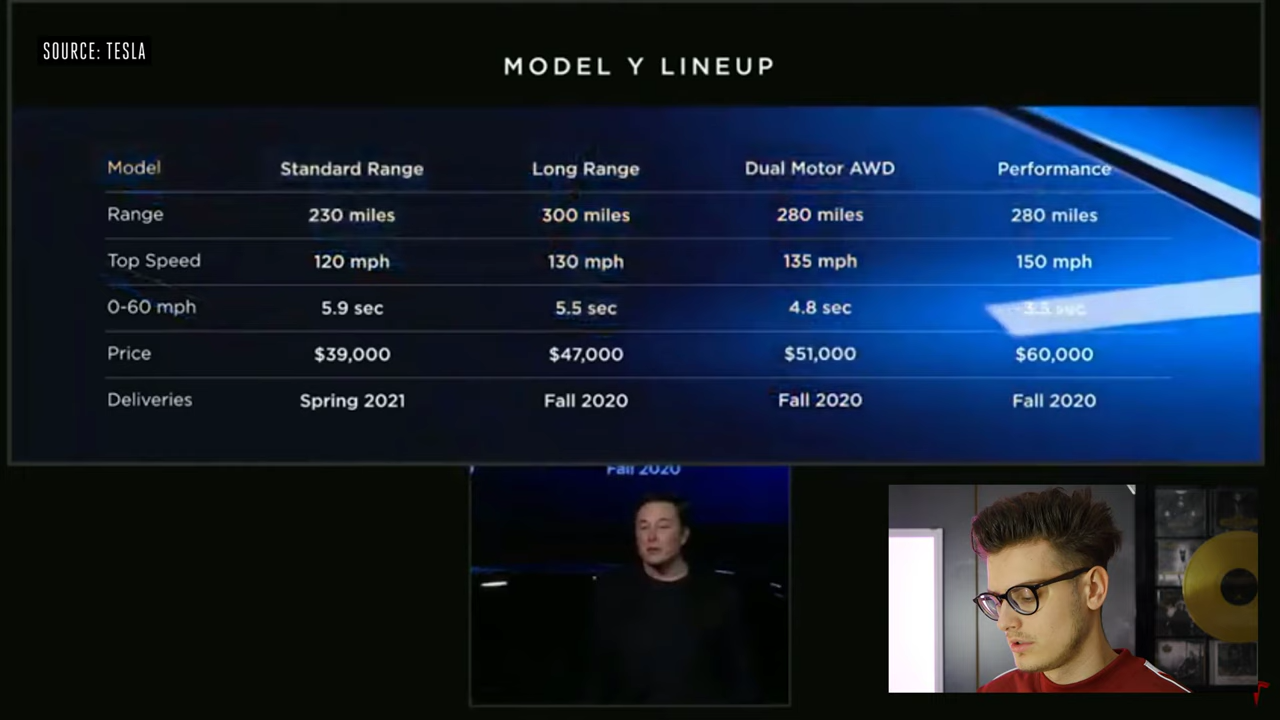 SOURCE: TESLA
MODEL Y LINEUP
Model Standard Range Long Range Dual Motor AWD Performance
Range 230 miles 300 miles 280 miles 280 miles
Top Speed 120 mph 130 mph 135 mph 150 mph
0-60 mph 5.9 sec 5.5 sec 4.8 sec 3.5 sec
Price $39,000 $47,000 $51,000 $60,000
Deliveries Spring 2021 Fall 2020 Fall 2020 Fall 2020
Fall 2020